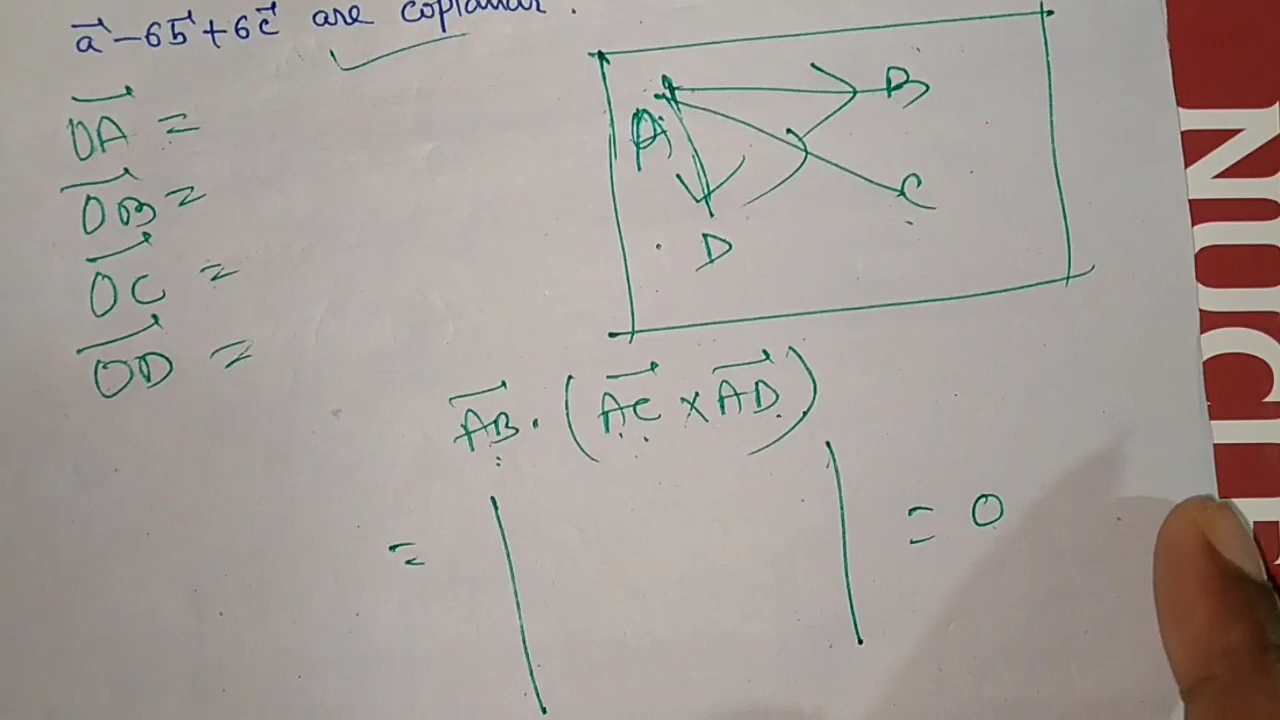 a⃗ - 6b⃗ + 6c⃗ are coplanar.
OA⃗ =
OB⃗ =
OC⃗ =
OD⃗ =
A
B
C
D
AB⃗ . (AC⃗ × AD⃗)
= | | = 0